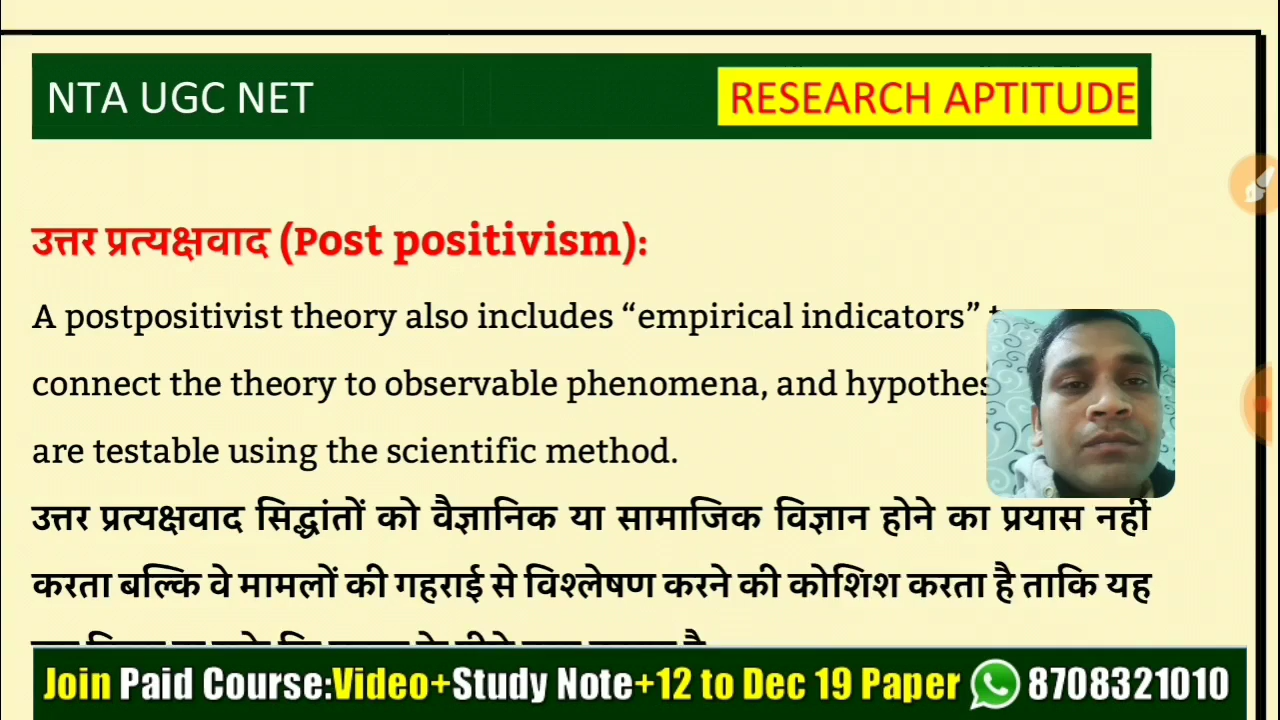 NTA UGC NET RESEARCH APTITUDE
उत्तर प्रत्यक्षवाद (Post positivism):
A postpositivist theory also includes “empirical indicators”
connect the theory to observable phenomena, and
are testable using the scientific method.
उत्तर प्रत्यक्षवाद सिद्धांतों को वैज्ञानिक या सामाजिक विज्ञान होने का प्रयास नहीं
करता बल्कि वे मामलों की गहराई से विश्लेषण करने की कोशिश करता है ताकि यह
Join Paid Course:Video+Study Note+12 to Dec 19 Paper 8708321010